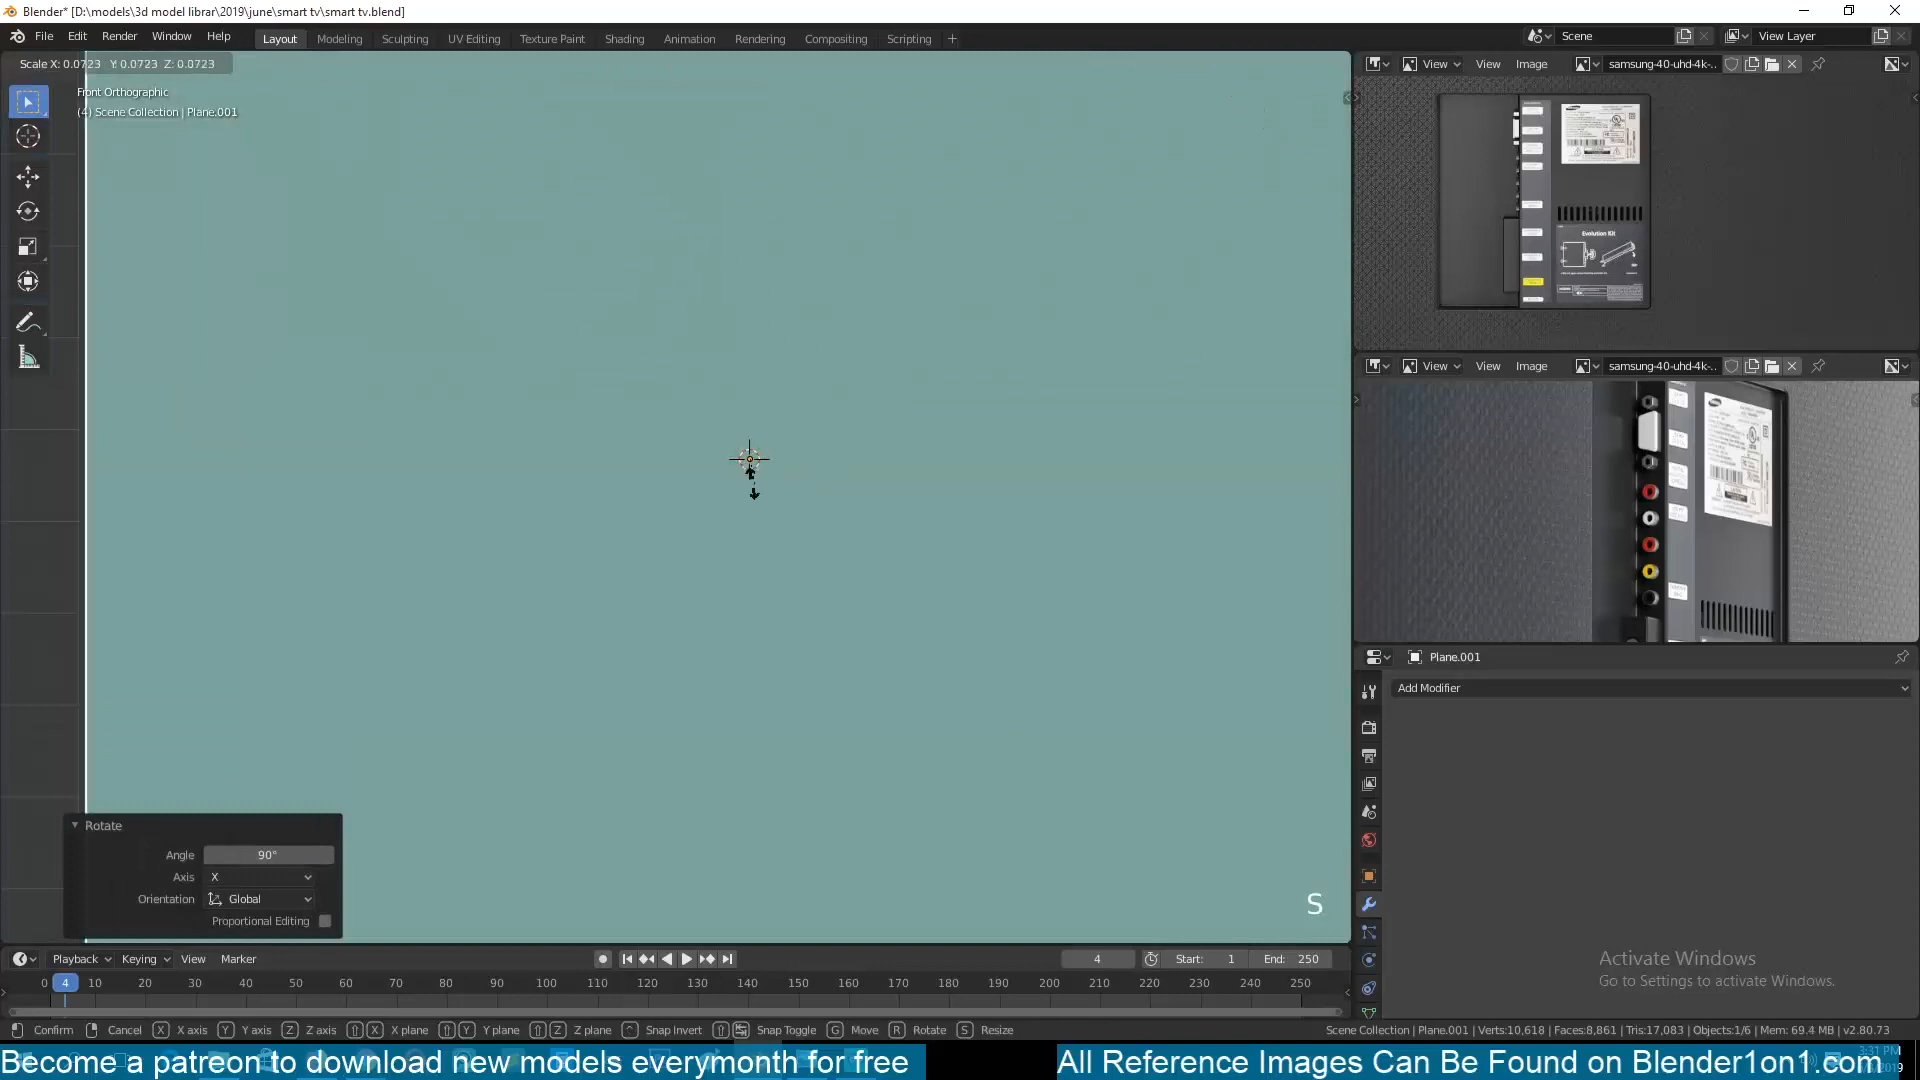 Blender* [D:\models\3d model librar\2019\june\smart tv\smart tv.blend]
File Edit Render Window Help
Layout Modeling Sculpting UV Editing Texture Paint Shading Animation Rendering Compositing Scripting +
Scene
View Layer
Scale X: 0.0723 Y: 0.0723 Z: 0.0723
Front Orthographic
(4) Scene Collection | Plane.001
View View Image samsung-40-uhd-4k-..
Evolution Kit
View View Image samsung-40-uhd-4k-..
Plane.001
Add Modifier
Rotate
Angle 90°
Axis X
Orientation Global
Proportional Editing
S
Playback Keying View Marker
4
Start: 1
End: 250
0 4 10 20 30 40 50 60 70 80 90 100 110 120 130 140 150 160 170 180 190 200 210 220 230 240 250
Activate Windows
Go to Settings to activate Windows.
Confirm Cancel X X axis Y Y axis Z Z axis X X plane Y Y plane Z Z plane Snap Invert Snap Toggle G Move R Rotate S Resize
Scene Collection | Plane.001 | Verts:10,618 | Faces:8,861 | Tris:17,083 | Objects:1/6 | Mem: 69.4 MB | v2.80.73
Become a patreon to download new models everymonth for free
All Reference Images Can Be Found on Blender1on1.com
3:31 PM